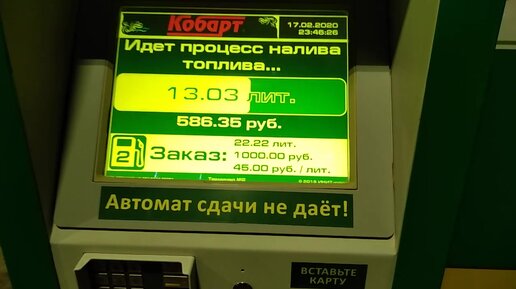 Кобарт
17.02.2020
23:46:26
Идет процесс налива
топлива...
13.03 лит.
586.35 руб.
2
Заказ:
22.22 лит.
1000.00 руб.
45.00 руб. / лит.
Автомат сдачи не даёт!
ВСТАВЬТЕ
КАРТУ